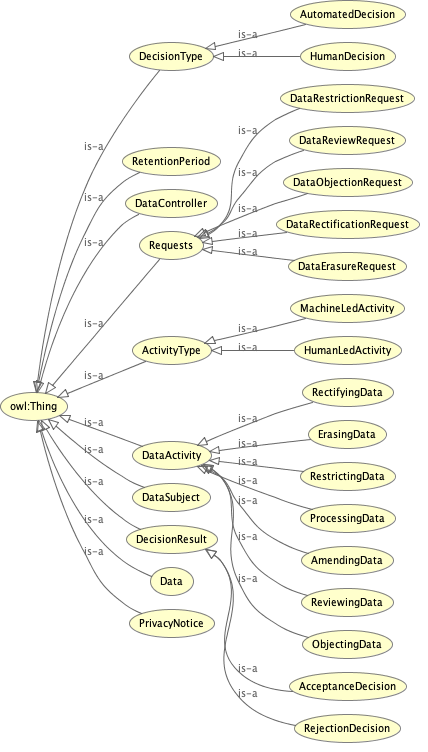 AutomatedDecision
is-a
DecisionType
is-a
HumanDecision
DataRestrictionRequest
is-a
DataReviewRequest
is-a
RetentionPeriod
is-a
DataObjectionRequest
is-a
DataController
is-a
is-a
DataRectificationRequest
is-a
Requests
is-a
is-a
DataErasureRequest
MachineLedActivity
is-a
is-a
ActivityType
is-a
HumanLedActivity
is-a
RectifyingData
owl:Thing
is-a
is-a
ErasingData
DataActivity
is-a
is-a
RestrictingData
is-a
is-a
DataSubject
is-a
ProcessingData
is-a
DecisionResult
is-a
is-a
AmendingData
Data
is-a
ReviewingData
PrivacyNotice
ObjectingData
is-a
AcceptanceDecision
is-a
RejectionDecision